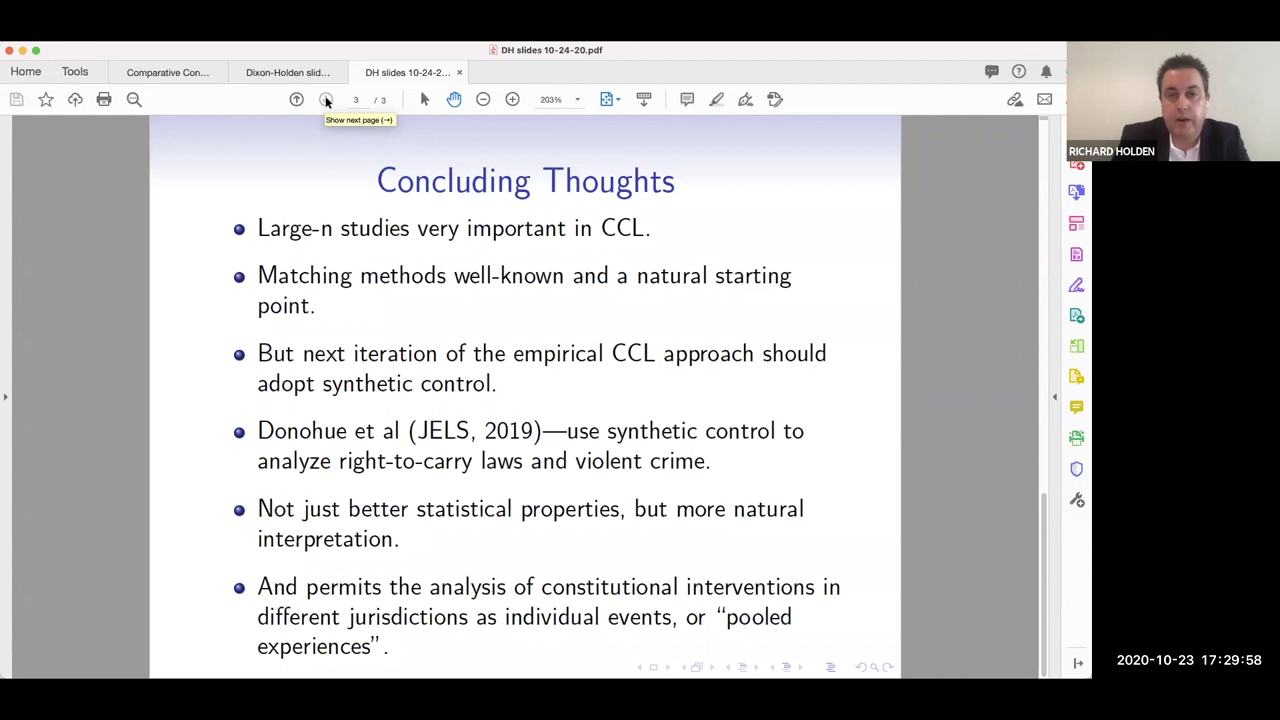 DH slides 10-24-20.pdf
Home Tools Comparative Con... Dixon-Holden slid... DH slides 10-24-2... ×
3 / 3 203%
Show next page (→)
RICHARD HOLDEN
Concluding Thoughts
Large-n studies very important in CCL.
Matching methods well-known and a natural starting
point.
But next iteration of the empirical CCL approach should
adopt synthetic control.
Donohue et al (JELS, 2019)—use synthetic control to
analyze right-to-carry laws and violent crime.
Not just better statistical properties, but more natural
interpretation.
And permits the analysis of constitutional interventions in
different jurisdictions as individual events, or “pooled
experiences”.
2020-10-23 17:29:58